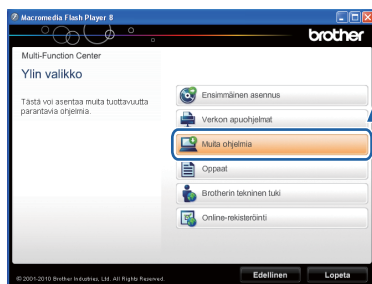 Macromedia Flash Player 8
brother
Multi-Function Center
Ylin valikko
Tästä voi asentaa muita tuottavuutta
parantavia ohjelmia.
Ensimmäinen asennus
Verkon apuohjelmat
Muita ohjelmia
Oppaat
Brotherin tekninen tuki
Online-rekisteröinti
© 2001-2010 Brother Industries, Ltd. All Rights Reserved.
Edellinen
Lopeta